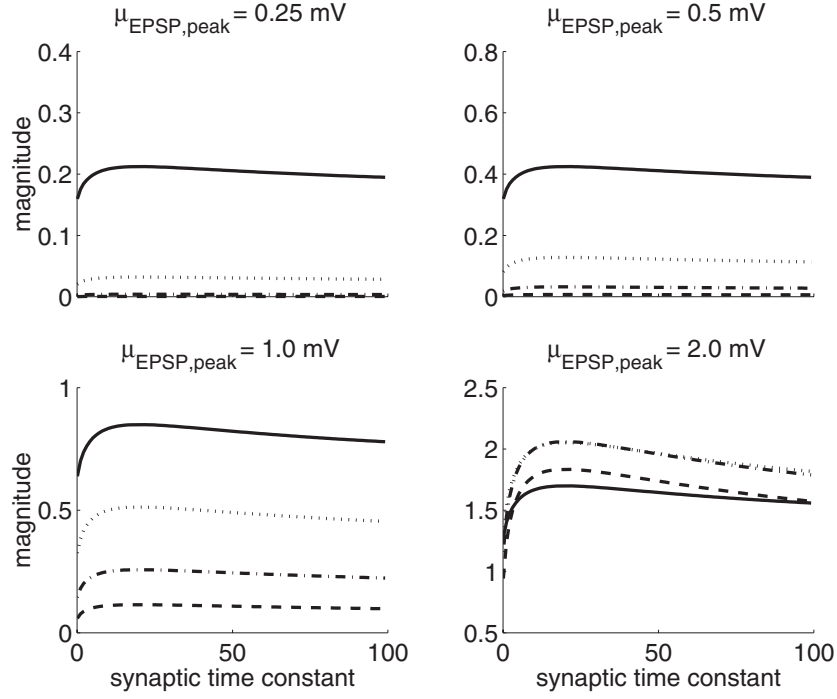 μEPSP,peak = 0.25 mV
0.4
0.3
0.2
0.1
0
magnitude
μEPSP,peak = 0.5 mV
0.8
0.6
0.4
0.2
0
μEPSP,peak = 1.0 mV
1
0.5
0
magnitude
0 50 100
synaptic time constant
μEPSP,peak = 2.0 mV
2.5
2
1.5
1
0.5
0 50 100
synaptic time constant